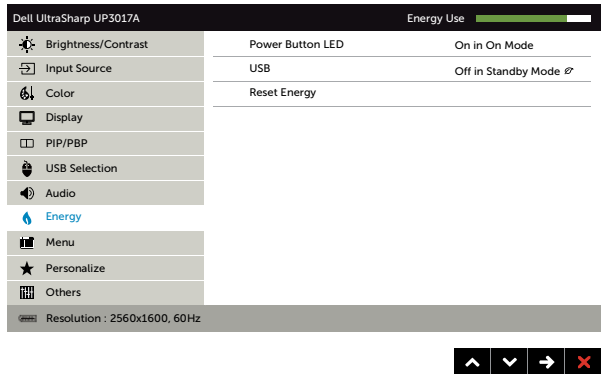 Dell UltraSharp UP3017A Energy Use
Brightness/Contrast Power Button LED On in On Mode
Input Source USB Off in Standby Mode
Color Reset Energy
Display
PIP/PBP
USB Selection
Audio
Energy
Menu
Personalize
Others
Resolution : 2560x1600, 60Hz